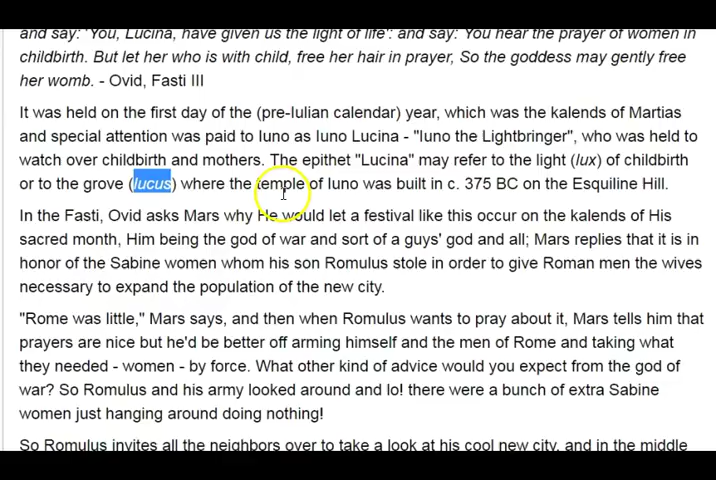 and say: 'You, Lucina, have given us the light of life': and say: You hear the prayer of women in
childbirth. But let her who is with child, free her hair in prayer, So the goddess may gently free
her womb. - Ovid, Fasti III
It was held on the first day of the (pre-Iulian calendar) year, which was the kalends of Martias
and special attention was paid to Iuno as Iuno Lucina - "Iuno the Lightbringer", who was held to
watch over childbirth and mothers. The epithet "Lucina" may refer to the light (lux) of childbirth
or to the grove (lucus) where the temple of Iuno was built in c. 375 BC on the Esquiline Hill.
In the Fasti, Ovid asks Mars why He would let a festival like this occur on the kalends of His
sacred month, Him being the god of war and sort of a guys' god and all; Mars replies that it is in
honor of the Sabine women whom his son Romulus stole in order to give Roman men the wives
necessary to expand the population of the new city.
"Rome was little," Mars says, and then when Romulus wants to pray about it, Mars tells him that
prayers are nice but he'd be better off arming himself and the men of Rome and taking what
they needed - women - by force. What other kind of advice would you expect from the god of
war? So Romulus and his army looked around and lo! there were a bunch of extra Sabine
women just hanging around doing nothing!
So Romulus invites all the neighbors over to take a look at his cool new city, and in the middle